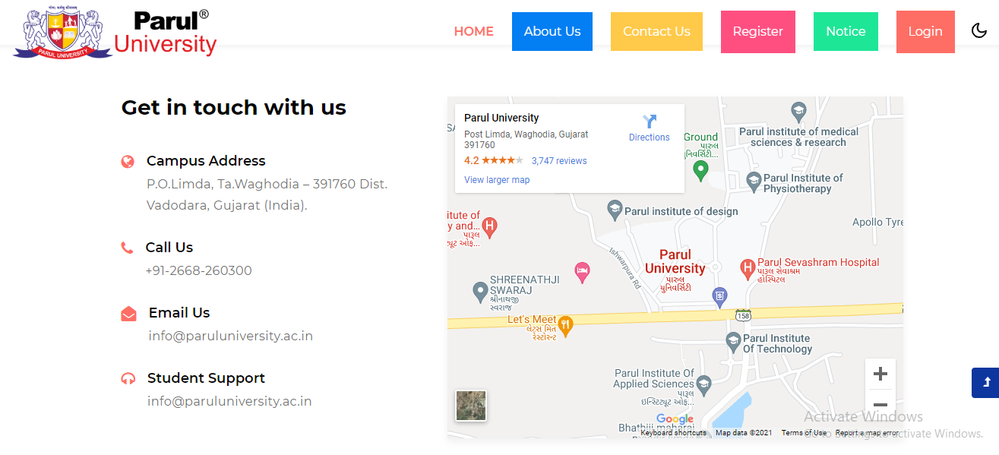 PARUL UNIVERSITY
Parul®
University
HOME
About Us
Contact Us
Register
Notice
Login
Get in touch with us
Campus Address
P.O.Limda, Ta.Waghodia – 391760 Dist.
Vadodara, Gujarat (India).
Call Us
+91-2668-260300
Email Us
info@paruluniversity.ac.in
Student Support
info@paruluniversity.ac.in
Parul University
Post Limda, Waghodia, Gujarat
391760
4.2
3,747 reviews
View larger map
Directions
SA
Ground
પારુલ
યુનિવર્સિટી...
Parul institute of medical
sciences & research
Parul Institute of
Physiotherapy
Parul institute of design
itute of
y and...
પારૂલ
ટ્યૂટ ઓફ...
Apollo Tyre
Ishwarpura Rd
Parul
University
પારુલ
યુનિવર્સિટી
Parul Sevashram Hospital
પારૂલ સેવાશ્રમ
હોસ્પિટલ
SHREENATHJI
SWARAJ
શ્રીનાથજી
સ્વરાજ
158
Let's Meet
લેટ્સ મિત
રેસ્ટોરન્ટ
Parul Institute
Of Technology
Parul Institute Of
Applied Sciences
પારૂલ
ઇન્સ્ટિટ્યૂટ ઓફ...
Google
Bhathiji maharaj
mandir limda
Keyboard shortcuts
Map data ©2021
Terms of Use
Report a map error
Activate Windows
Go to Settings to activate Windows.